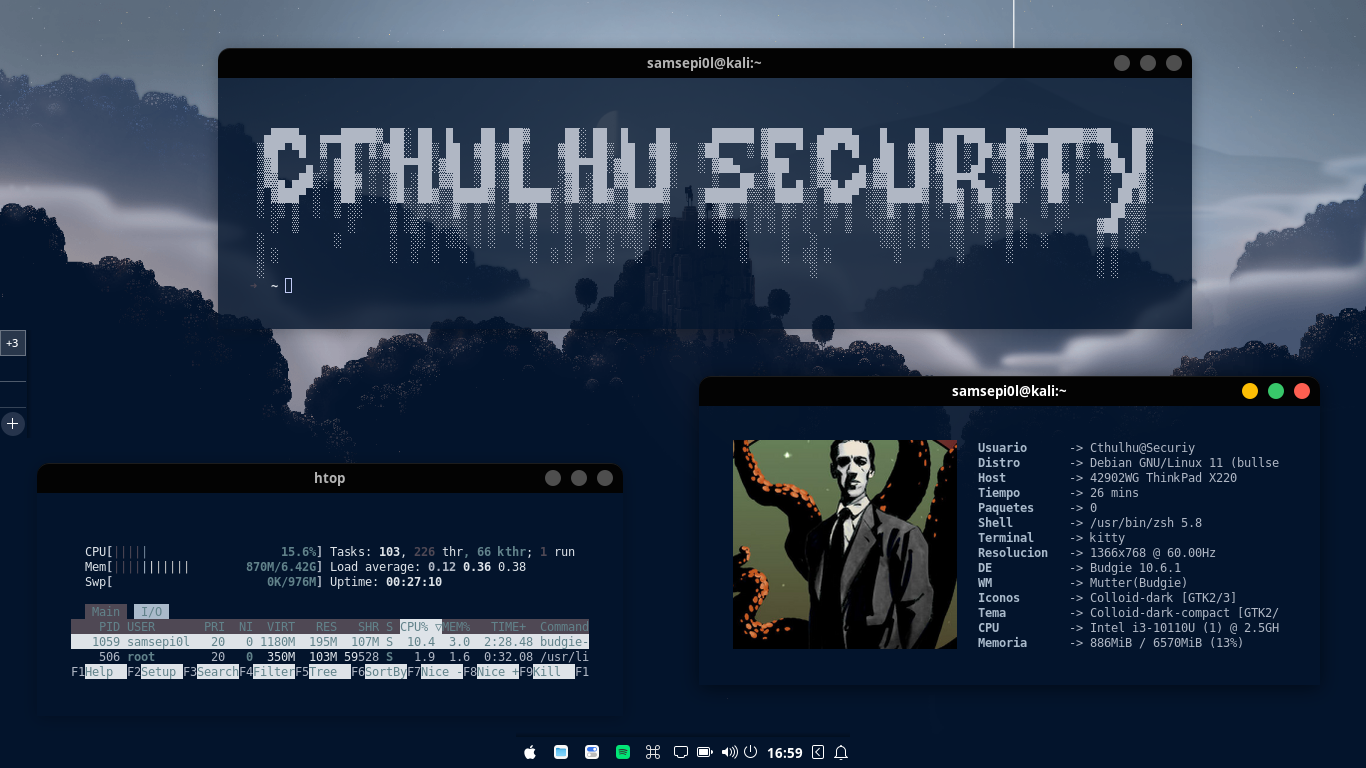 samsepi0l@kali:~
CTHULHU SECURITY
~
+3
samsepi0l@kali:~
Usuario -> Cthulhu@Securiy
Distro -> Debian GNU/Linux 11 (bullse
Host -> 42902WG ThinkPad X220
Tiempo -> 26 mins
Paquetes -> 0
Shell -> /usr/bin/zsh 5.8
Terminal -> kitty
Resolucion -> 1366x768 @ 60.00Hz
DE -> Budgie 10.6.1
WM -> Mutter(Budgie)
Iconos -> Colloid-dark [GTK2/3]
Tema -> Colloid-dark-compact [GTK2/
CPU -> Intel i3-10110U (1) @ 2.5GH
Memoria -> 886MiB / 6570MiB (13%)
htop
CPU[||||| 15.6%] Tasks: 103, 226 thr, 66 kthr; 1 run
Mem[||||||||||| 870M/6.42G] Load average: 0.12 0.36 0.38
Swp[ 0K/976M] Uptime: 00:27:10
Main I/O
PID USER PRI NI VIRT RES SHR S CPU% ▽MEM% TIME+ Command
1059 samsepi0l 20 0 1180M 195M 107M S 10.4 3.0 2:28.48 budgie-
506 root 20 0 350M 103M 59528 S 1.9 1.6 0:32.08 /usr/li
F1Help F2Setup F3SearchF4FilterF5Tree F6SortByF7Nice -F8Nice +F9Kill F1
16:59